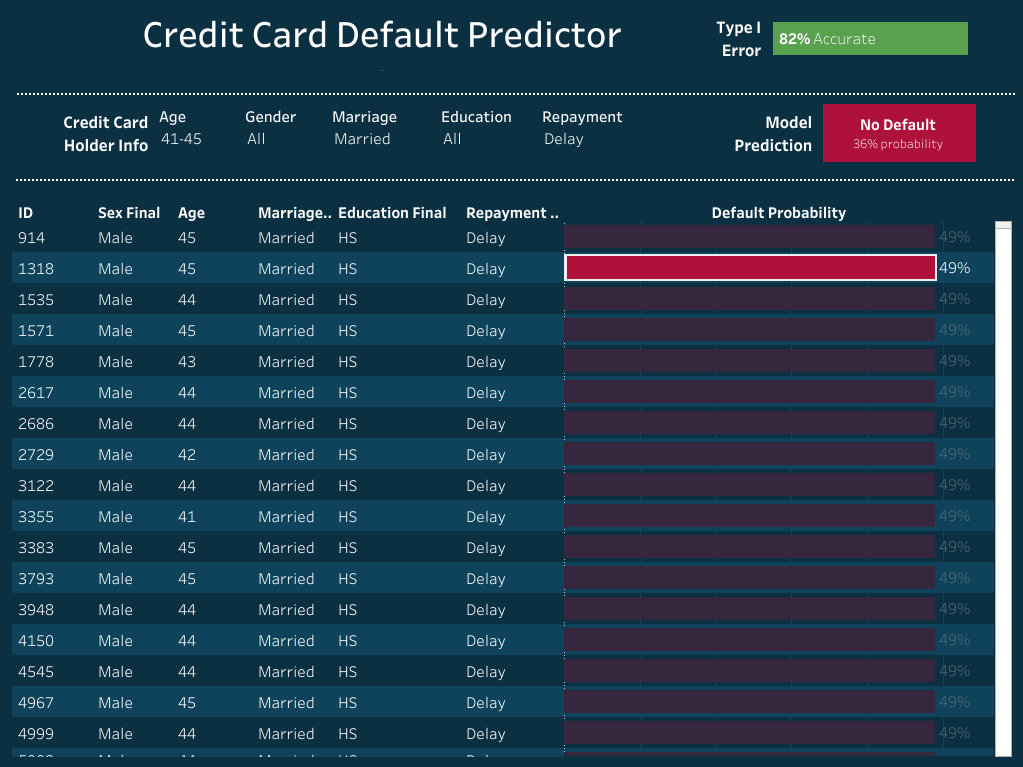 Credit Card Default Predictor
Type I
Error
82% Accurate
Credit Card
Holder Info
Age
41-45
Gender
All
Marriage
Married
Education
All
Repayment
Delay
Model
Prediction
No Default
36% probability
ID Sex Final Age Marriage.. Education Final Repayment .. Default Probability
914 Male 45 Married HS Delay 49%
1318 Male 45 Married HS Delay 49%
1535 Male 44 Married HS Delay 49%
1571 Male 45 Married HS Delay 49%
1778 Male 43 Married HS Delay 49%
2617 Male 44 Married HS Delay 49%
2686 Male 44 Married HS Delay 49%
2729 Male 42 Married HS Delay 49%
3122 Male 44 Married HS Delay 49%
3355 Male 41 Married HS Delay 49%
3383 Male 45 Married HS Delay 49%
3793 Male 45 Married HS Delay 49%
3948 Male 44 Married HS Delay 49%
4150 Male 44 Married HS Delay 49%
4545 Male 44 Married HS Delay 49%
4967 Male 45 Married HS Delay 49%
4999 Male 44 Married HS Delay 49%